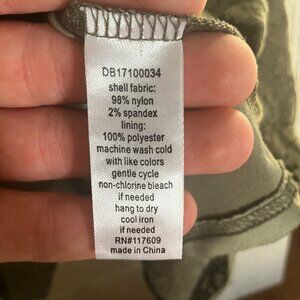 DB17100034
shell fabric:
98% nylon
2% spandex
lining:
100% polyester
machine wash cold
with like colors
gentle cycle
non-chlorine bleach
if needed
hang to dry
cool iron
if needed
RN#117609
made in China